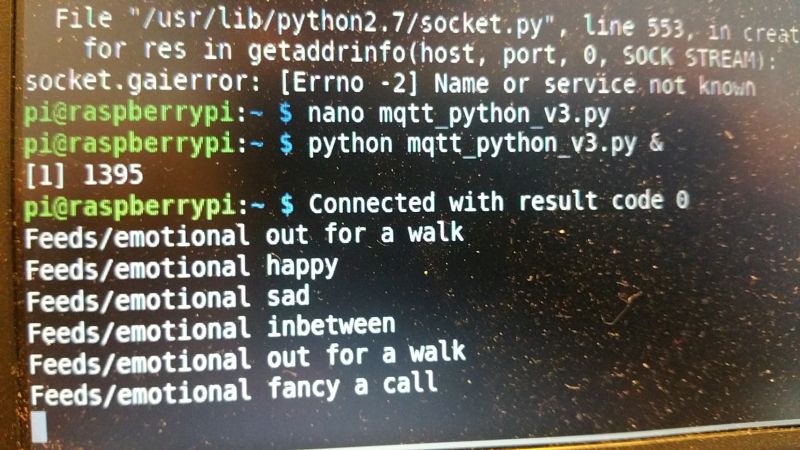 File "/usr/lib/python2.7/socket.py", line 553, in creat
for res in getaddrinfo(host, port, 0, SOCK_STREAM):
socket.gaierror: [Errno -2] Name or service not known
pi@raspberrypi:~ $ nano mqtt_python_v3.py
pi@raspberrypi:~ $ python mqtt_python_v3.py &
[1] 1395
pi@raspberrypi:~ $ Connected with result code 0
Feeds/emotional out for a walk
Feeds/emotional happy
Feeds/emotional sad
Feeds/emotional inbetween
Feeds/emotional out for a walk
Feeds/emotional fancy a call